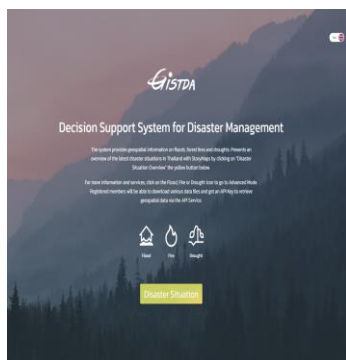 GISTDA
Decision Support System for Disaster Management
The system provide geospatial information on floods, forest fires and droughts. Presents an
overview of the latest disaster situations in Thailand with StoryMaps by clicking on "Disaster
Situation Overview" the yellow button below.
For more information and services, click on the Flood | Fire or Drought icon to go to Advanced Mode
Registered members will be able to download various data files and get an API Key to retrieve
geospatial data via the API Service.
Flood Fire Drought
Disaster Situation